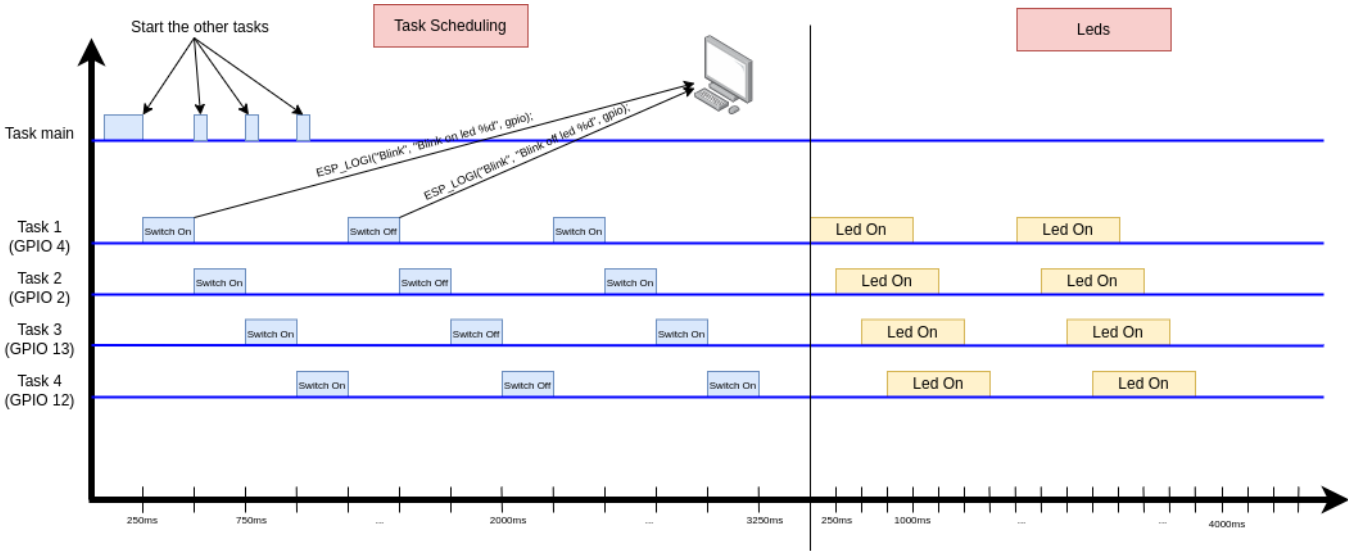 Start the other tasks
Task Scheduling
Leds
Task main
ESP_LOGI("Blink", "Blink on led %d", gpio);
ESP_LOGI("Blink", "Blink off led %d", gpio);
Task 1
(GPIO 4)
Switch On
Switch Off
Switch On
Led On
Led On
Task 2
(GPIO 2)
Switch On
Switch Off
Switch On
Led On
Led On
Task 3
(GPIO 13)
Switch On
Switch Off
Switch On
Led On
Led On
Task 4
(GPIO 12)
Switch On
Switch Off
Switch On
Led On
Led On
250ms
750ms
...
2000ms
...
3250ms
250ms
1000ms
...
...
4000ms